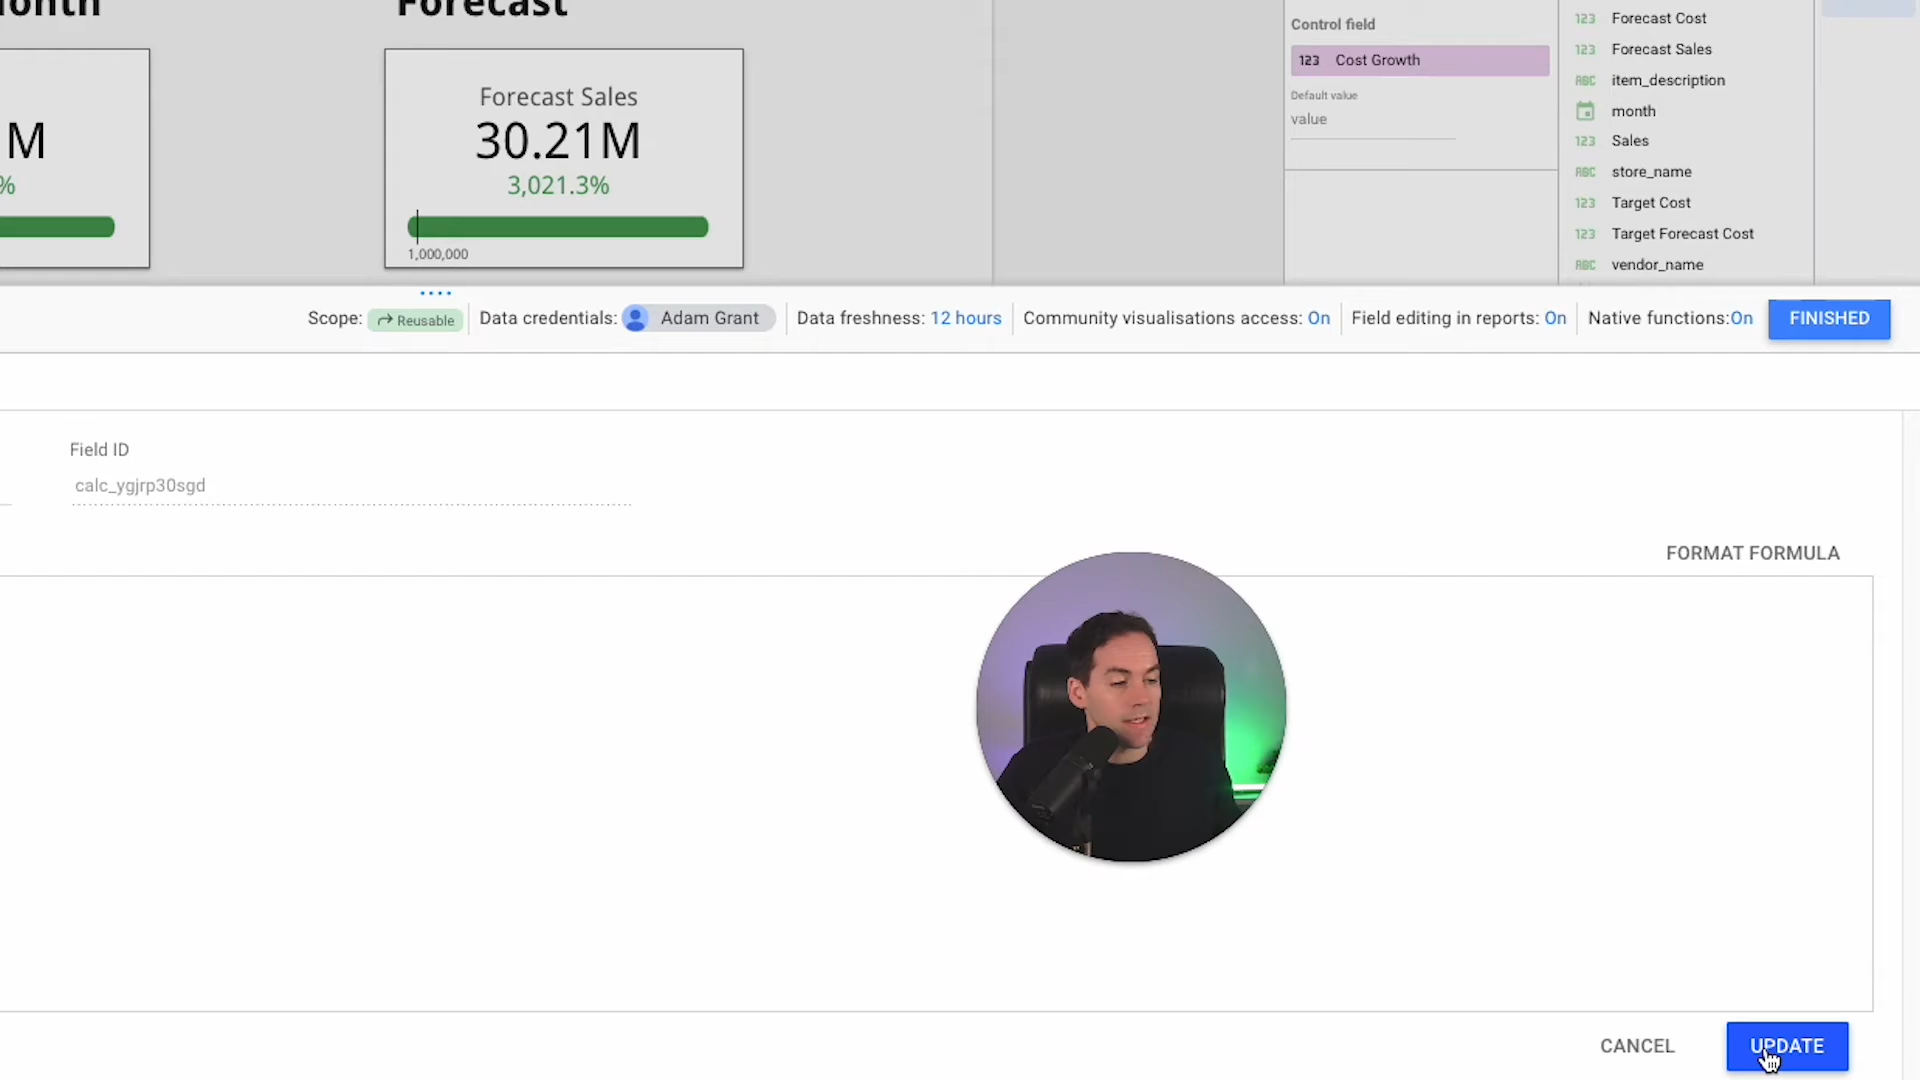 Forecast
M
%
Forecast Sales
30.21M
3,021.3%
1,000,000
Control field
123 Cost Growth
Default value
value
123 Forecast Cost
123 Forecast Sales
ABC item_description
month
123 Sales
ABC store_name
123 Target Cost
123 Target Forecast Cost
ABC vendor_name
Scope: Reusable Data credentials: Adam Grant Data freshness: 12 hours Community visualisations access: On Field editing in reports: On Native functions:On FINISHED
Field ID
calc_ygjrp30sgd
FORMAT FORMULA
CANCEL UPDATE